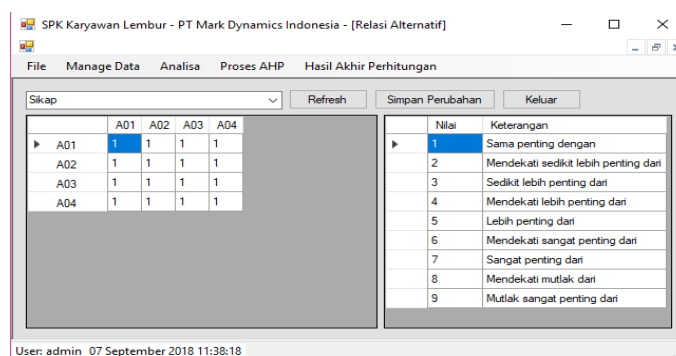 SPK Karyawan Lembur - PT Mark Dynamics Indonesia - [Relasi Alternatif]
File Manage Data Analisa Proses AHP Hasil Akhir Perhitungan
Sikap Refresh Simpan Perubahan Keluar
A01 A02 A03 A04
A01 1 1 1 1
A02 1 1 1 1
A03 1 1 1 1
A04 1 1 1 1
Nilai Keterangan
1 Sama penting dengan
2 Mendekati sedikit lebih penting dari
3 Sedikit lebih penting dari
4 Mendekati lebih penting dari
5 Lebih penting dari
6 Mendekati sangat penting dari
7 Sangat penting dari
8 Mendekati mutlak dari
9 Mutlak sangat penting dari
User: admin 07 September 2018 11:38:18